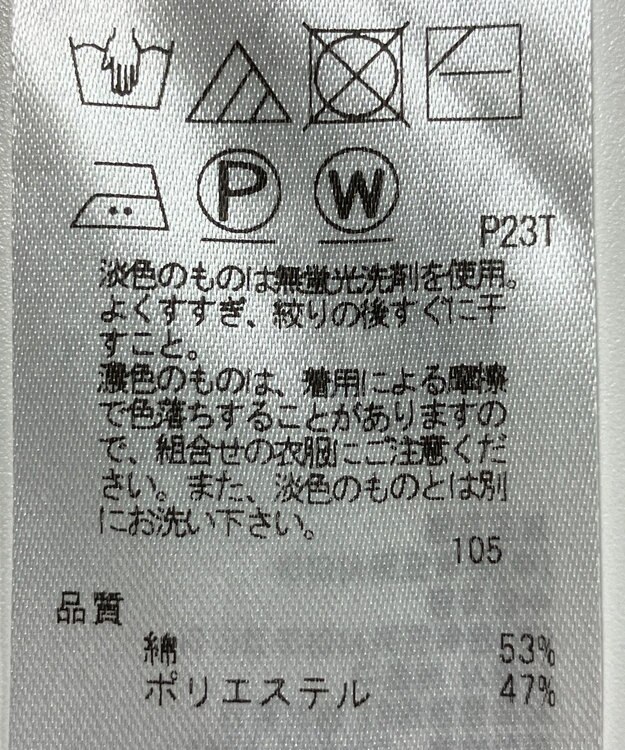 P W
P23T
淡色のものは無蛍光洗剤を使用。
よくすすぎ、絞りの後すぐに干
すこと。
濃色のものは、着用による摩擦
で色落ちすることがありますの
で、組合せの衣服にご注意くだ
さい。また、淡色のものとは別
にお洗い下さい。
105
品質
綿 53%
ポリエステル 47%